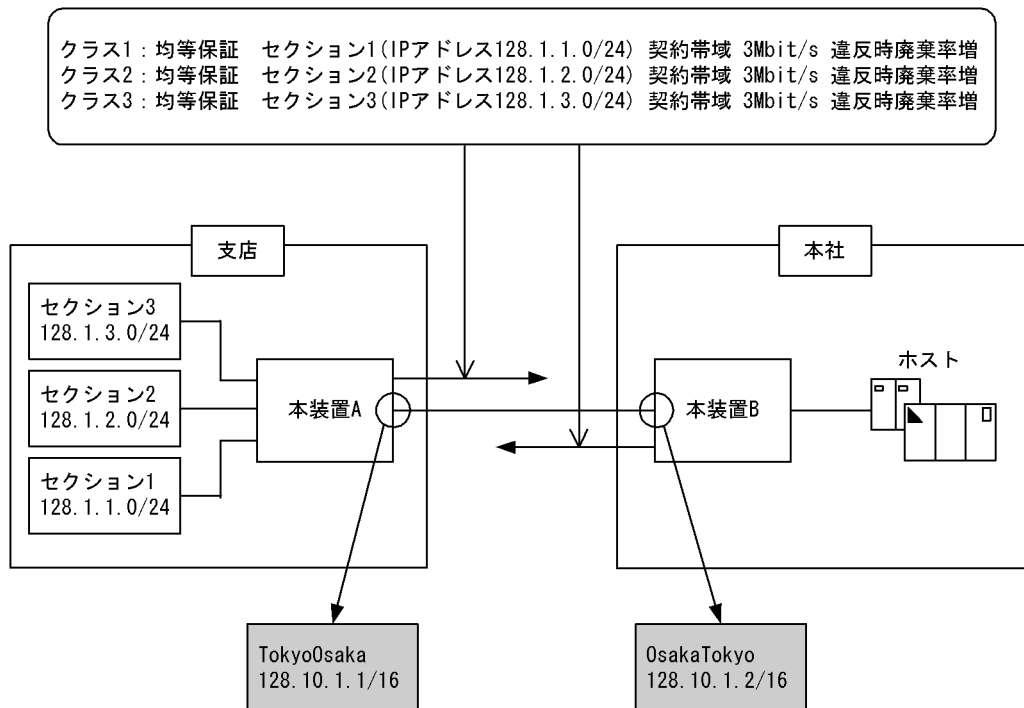 クラス1：均等保証　セクション1(IPアドレス128.1.1.0/24) 契約帯域 3Mbit/s 違反時廃棄率増
クラス2：均等保証　セクション2(IPアドレス128.1.2.0/24) 契約帯域 3Mbit/s 違反時廃棄率増
クラス3：均等保証　セクション3(IPアドレス128.1.3.0/24) 契約帯域 3Mbit/s 違反時廃棄率増
支店
本社
セクション3
128.1.3.0/24
セクション2
128.1.2.0/24
セクション1
128.1.1.0/24
本装置A
本装置B
ホスト
TokyoOsaka
128.10.1.1/16
OsakaTokyo
128.10.1.2/16